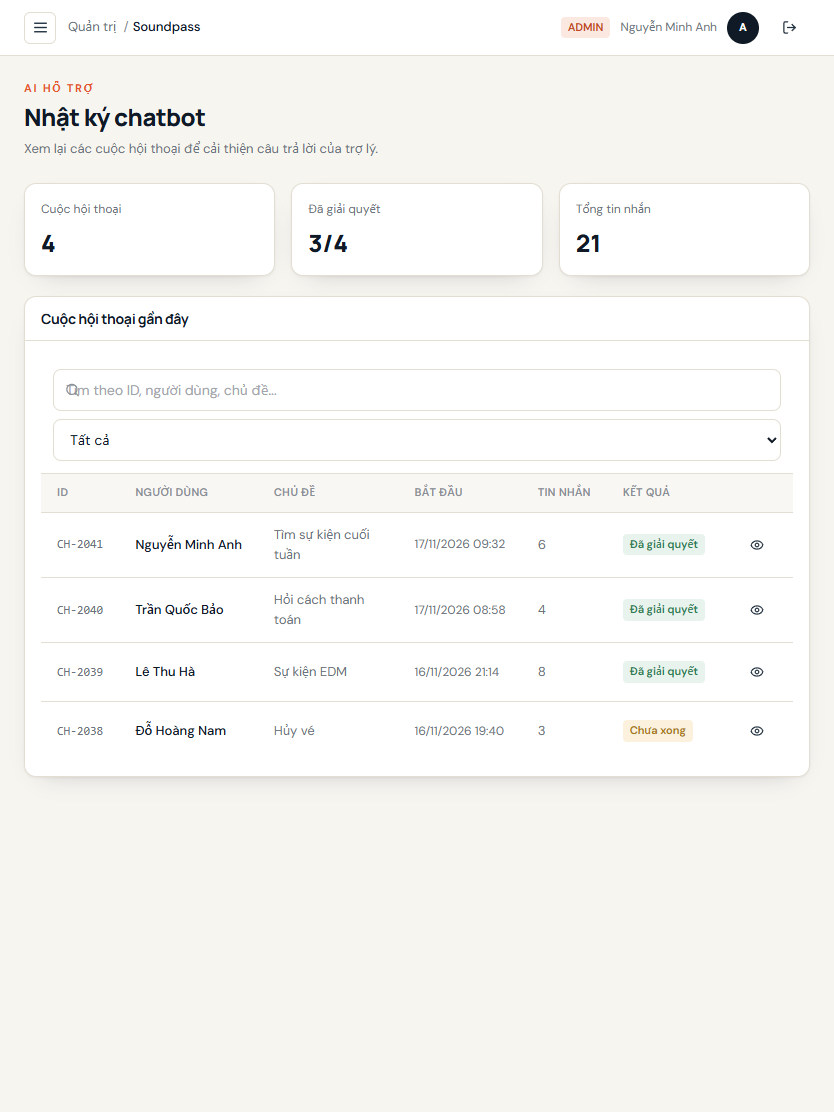 Quản trị / Soundpass
ADMIN Nguyễn Minh Anh A
AI HỖ TRỢ
Nhật ký chatbot
Xem lại các cuộc hội thoại để cải thiện câu trả lời của trợ lý.
Cuộc hội thoại
4
Đã giải quyết
3/4
Tổng tin nhắn
21
Cuộc hội thoại gần đây
Tìm theo ID, người dùng, chủ đề...
Tất cả
ID NGƯỜI DÙNG CHỦ ĐỀ BẮT ĐẦU TIN NHẮN KẾT QUẢ
CH-2041 Nguyễn Minh Anh Tìm sự kiện cuối tuần 17/11/2026 09:32 6 Đã giải quyết
CH-2040 Trần Quốc Bảo Hỏi cách thanh toán 17/11/2026 08:58 4 Đã giải quyết
CH-2039 Lê Thu Hà Sự kiện EDM 16/11/2026 21:14 8 Đã giải quyết
CH-2038 Đỗ Hoàng Nam Hủy vé 16/11/2026 19:40 3 Chưa xong